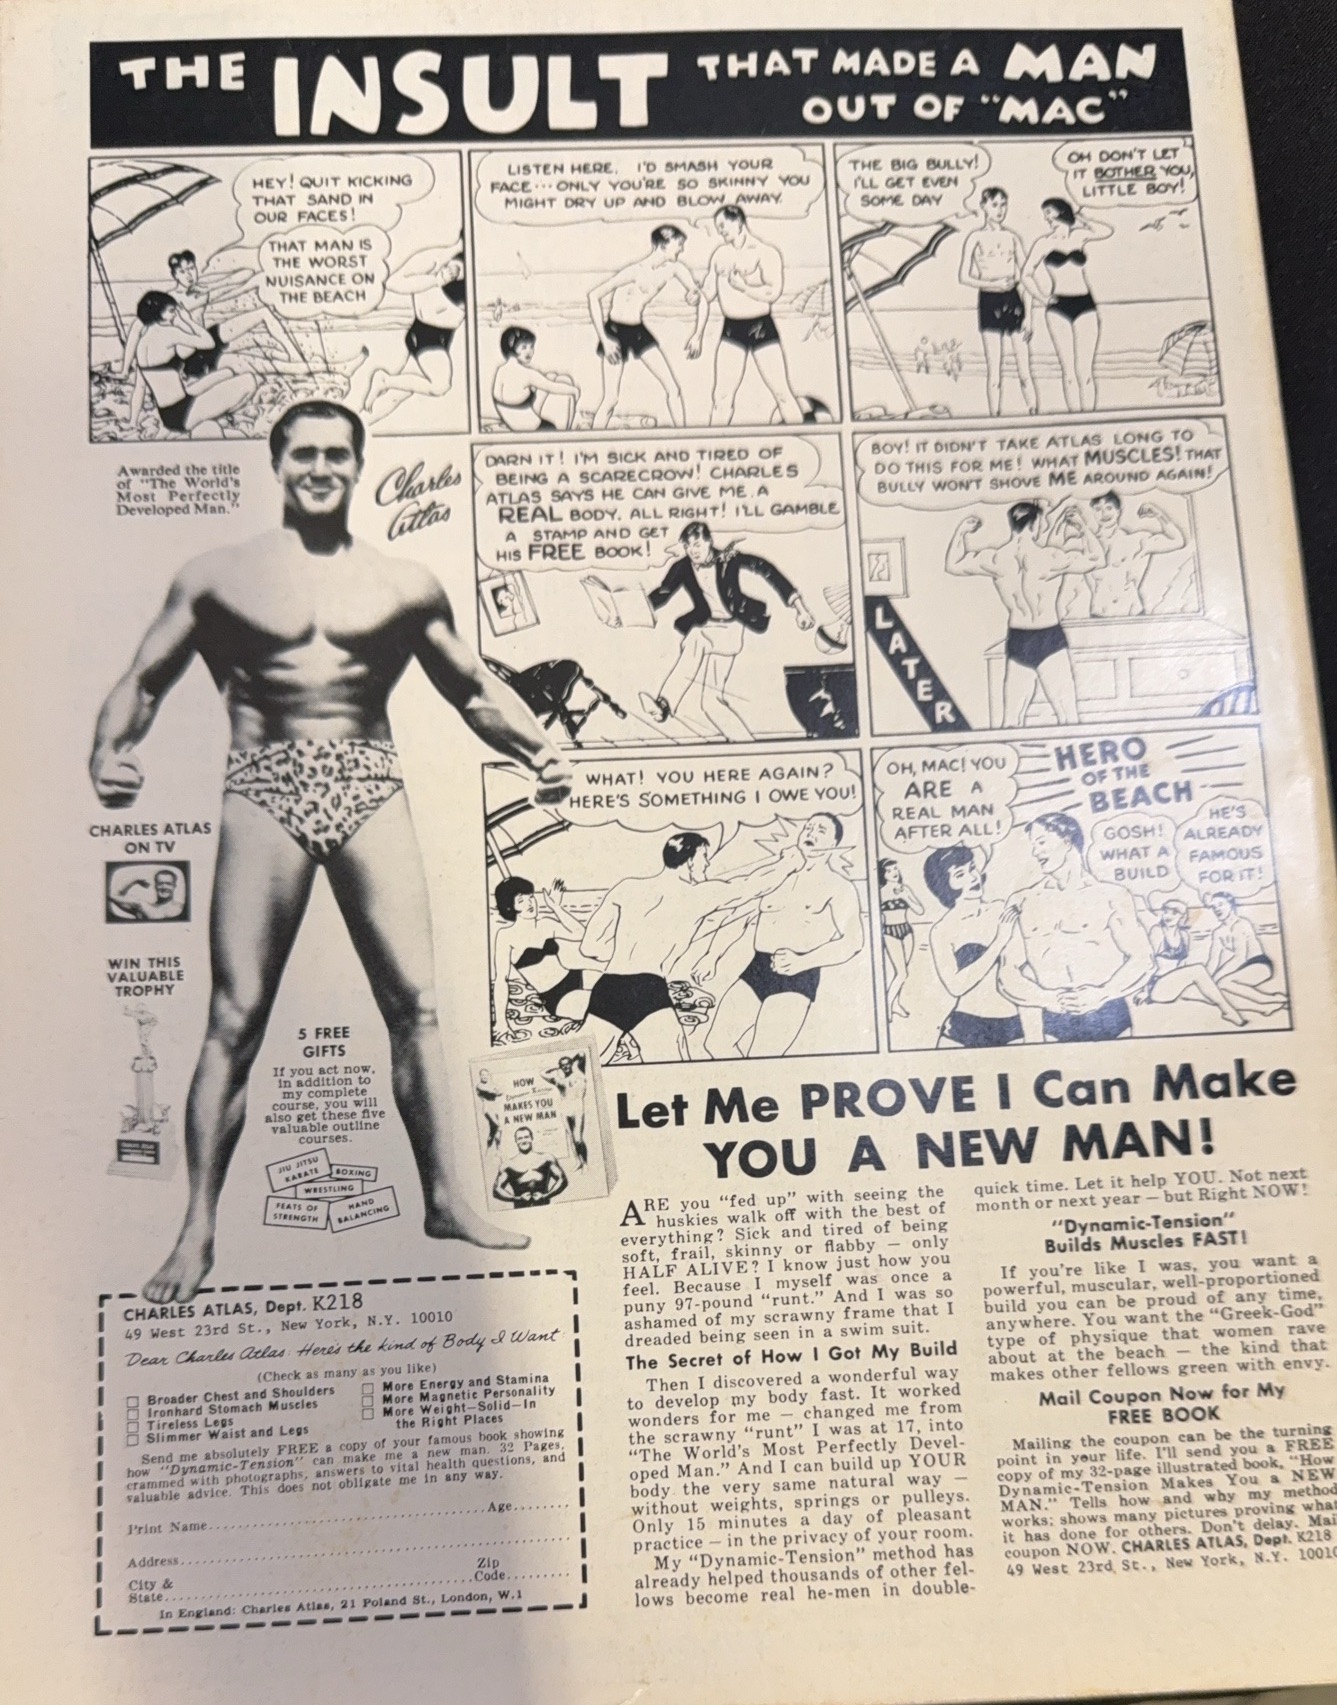 THE INSULT THAT MADE A MAN
OUT OF "MAC"
HEY! QUIT KICKING
THAT SAND IN
OUR FACES!
THAT MAN IS
THE WORST
NUISANCE ON
THE BEACH
LISTEN HERE. I'D SMASH YOUR
FACE---ONLY YOU'RE SO SKINNY YOU
MIGHT DRY UP AND BLOW AWAY.
THE BIG BULLY!
I'LL GET EVEN
SOME DAY
OH DON'T LET
IT BOTHER YOU,
LITTLE BOY!
Awarded the title
of "The World's
Most Perfectly
Developed Man."
Charles
Atlas
DARN IT! I'M SICK AND TIRED OF
BEING A SCARECROW! CHARLES
ATLAS SAYS HE CAN GIVE ME A
REAL BODY. ALL RIGHT! I'LL GAMBLE
A STAMP AND GET
HIS FREE BOOK!
BOY! IT DIDN'T TAKE ATLAS LONG TO
DO THIS FOR ME! WHAT MUSCLES! THAT
BULLY WON'T SHOVE ME AROUND AGAIN!
LATER
WHAT! YOU HERE AGAIN?
HERE'S SOMETHING I OWE YOU!
OH, MAC! YOU
ARE A
REAL MAN
AFTER ALL!
HERO
OF THE
BEACH
GOSH!
WHAT A
BUILD
HE'S
ALREADY
FAMOUS
FOR IT!
CHARLES ATLAS
ON TV
WIN THIS
VALUABLE
TROPHY
5 FREE
GIFTS
If you act now,
in addition to
my complete
course, you will
also get these five
valuable outline
courses.
JIU JITSU
KARATE
BOXING
WRESTLING
FEATS OF
STRENGTH
HAND
BALANCING
HOW
Dynamic Tension
MAKES YOU
A NEW MAN
Let Me PROVE I Can Make
YOU A NEW MAN!
ARE you "fed up" with seeing the
huskies walk off with the best of
everything? Sick and tired of being
soft, frail, skinny or flabby — only
HALF ALIVE? I know just how you
feel. Because I myself was once a
puny 97-pound "runt." And I was so
ashamed of my scrawny frame that I
dreaded being seen in a swim suit.
The Secret of How I Got My Build
Then I discovered a wonderful way
to develop my body fast. It worked
wonders for me — changed me from
the scrawny "runt" I was at 17, into
"The World's Most Perfectly Devel-
oped Man." And I can build up YOUR
body the very same natural way —
without weights, springs or pulleys.
Only 15 minutes a day of pleasant
practice — in the privacy of your room.
My "Dynamic-Tension" method has
already helped thousands of other fel-
lows become real he-men in double-
quick time. Let it help YOU. Not next
month or next year — but Right NOW!
"Dynamic-Tension"
Builds Muscles FAST!
If you're like I was, you want a
powerful, muscular, well-proportioned
build you can be proud of any time,
anywhere. You want the "Greek-God"
type of physique that women rave
about at the beach — the kind that
makes other fellows green with envy.
Mail Coupon Now for My
FREE BOOK
Mailing the coupon can be the turning
point in your life. I'll send you a FREE
copy of my 32-page illustrated book, "How
Dynamic-Tension Makes You a NEW
MAN." Tells how and why my method
works; shows many pictures proving what
it has done for others. Don't delay. Mail
coupon NOW. CHARLES ATLAS, Dept. K218
49 West 23rd St., New York, N.Y. 10010
CHARLES ATLAS, Dept. K218
49 West 23rd St., New York, N.Y. 10010
Dear Charles Atlas: Here's the kind of Body I Want
(Check as many as you like)
Broader Chest and Shoulders
Ironhard Stomach Muscles
Tireless Legs
Slimmer Waist and Legs
More Energy and Stamina
More Magnetic Personality
More Weight—Solid—In
the Right Places
Send me absolutely FREE a copy of your famous book showing
how "Dynamic-Tension" can make me a new man. 32 Pages,
crammed with photographs, answers to vital health questions, and
valuable advice. This does not obligate me in any way.
Print Name..............................Age........
Address..............................
City &
State..............................
Zip
Code.........
In England: Charles Atlas, 21 Poland St., London, W.1